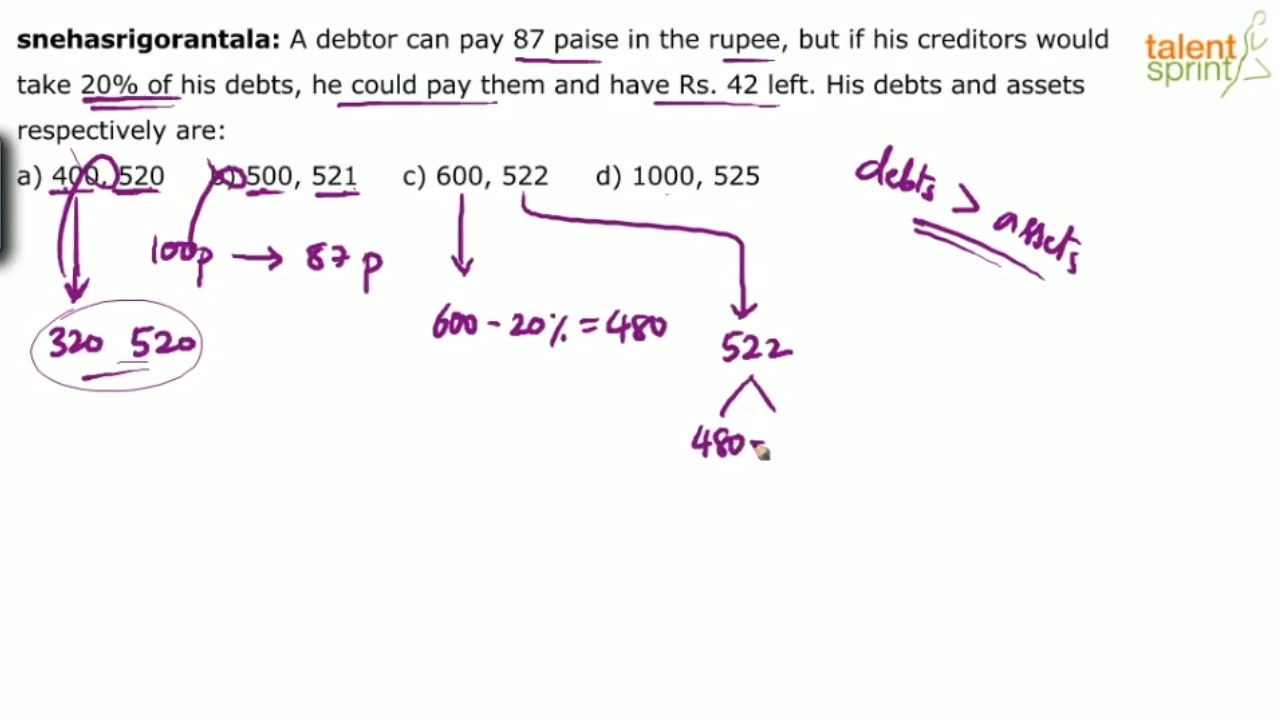 snehasrigorantala: A debtor can pay 87 paise in the rupee, but if his creditors would
take 20% of his debts, he could pay them and have Rs. 42 left. His debts and assets
respectively are:
a) 400, 520 b) 500, 521 c) 600, 522 d) 1000, 525
talent
sprint
debts > assets
100p → 87 p
320 520
600 - 20% = 480
522
480 -